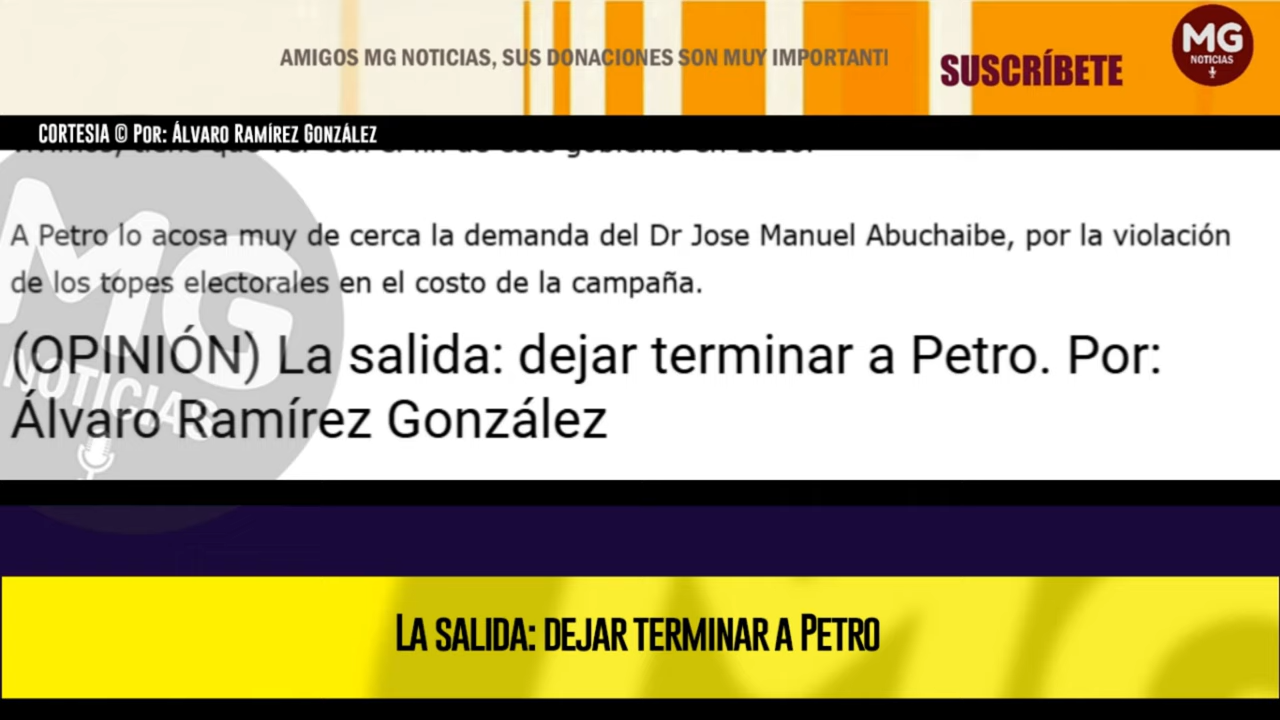 AMIGOS MG NOTICIAS, SUS DONACIONES SON MUY IMPORTANTI
SUSCRÍBETE
MG
NOTICIAS
CORTESIA © POR: ÁLVARO RAMÍREZ GONZÁLEZ
A Petro lo acosa muy de cerca la demanda del Dr Jose Manuel Abuchaibe, por la violación
de los topes electorales en el costo de la campaña.
(OPINIÓN) La salida: dejar terminar a Petro. Por:
Álvaro Ramírez González
MG
NOTICIAS
LA SALIDA: DEJAR TERMINAR A PETRO